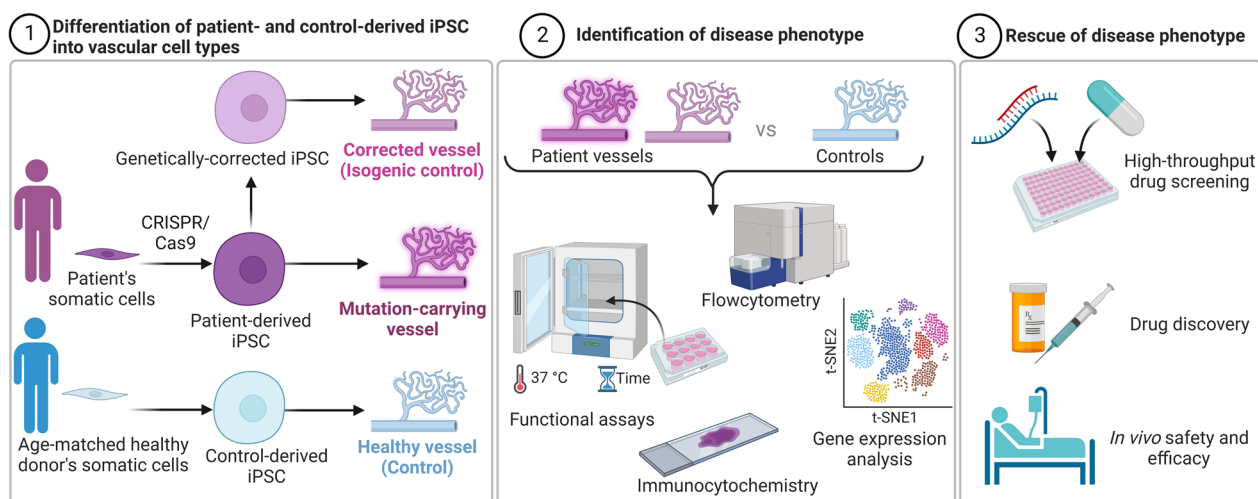 1
Differentiation of patient- and control-derived iPSC
into vascular cell types
Genetically-corrected iPSC
Corrected vessel
(Isogenic control)
CRISPR/
Cas9
Patient's
somatic cells
Patient-derived
iPSC
Mutation-carrying
vessel
Age-matched healthy
donor's somatic cells
Control-derived
iPSC
Healthy vessel
(Control)
2
Identification of disease phenotype
Patient vessels
VS
Controls
Flowcytometry
37 °C
Time
Functional assays
t-SNE2
t-SNE1
Gene expression
analysis
Immunocytochemistry
3
Rescue of disease phenotype
High-throughput
drug screening
Rx
Drug discovery
In vivo safety and
efficacy